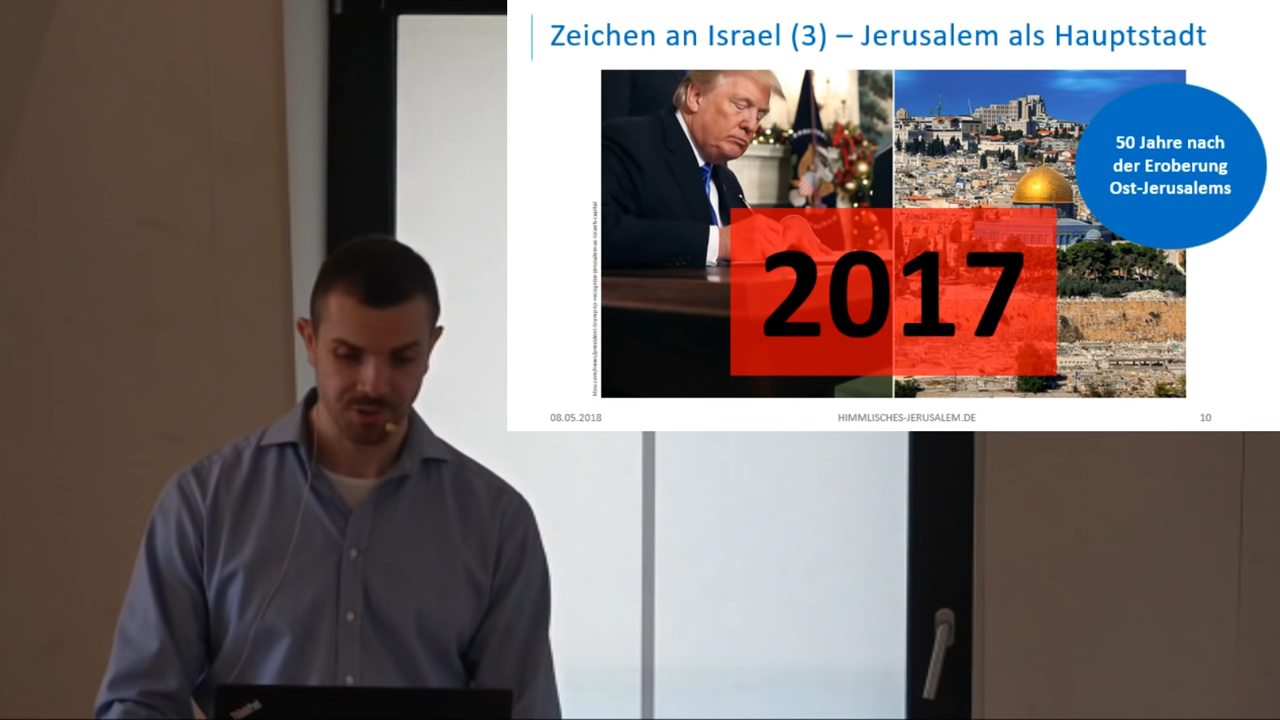 Zeichen an Israel (3) – Jerusalem als Hauptstadt
50 Jahre nach
der Eroberung
Ost-Jerusalems
2017
08.05.2018
HIMMLISCHES-JERUSALEM.DE
10
ThinkPad